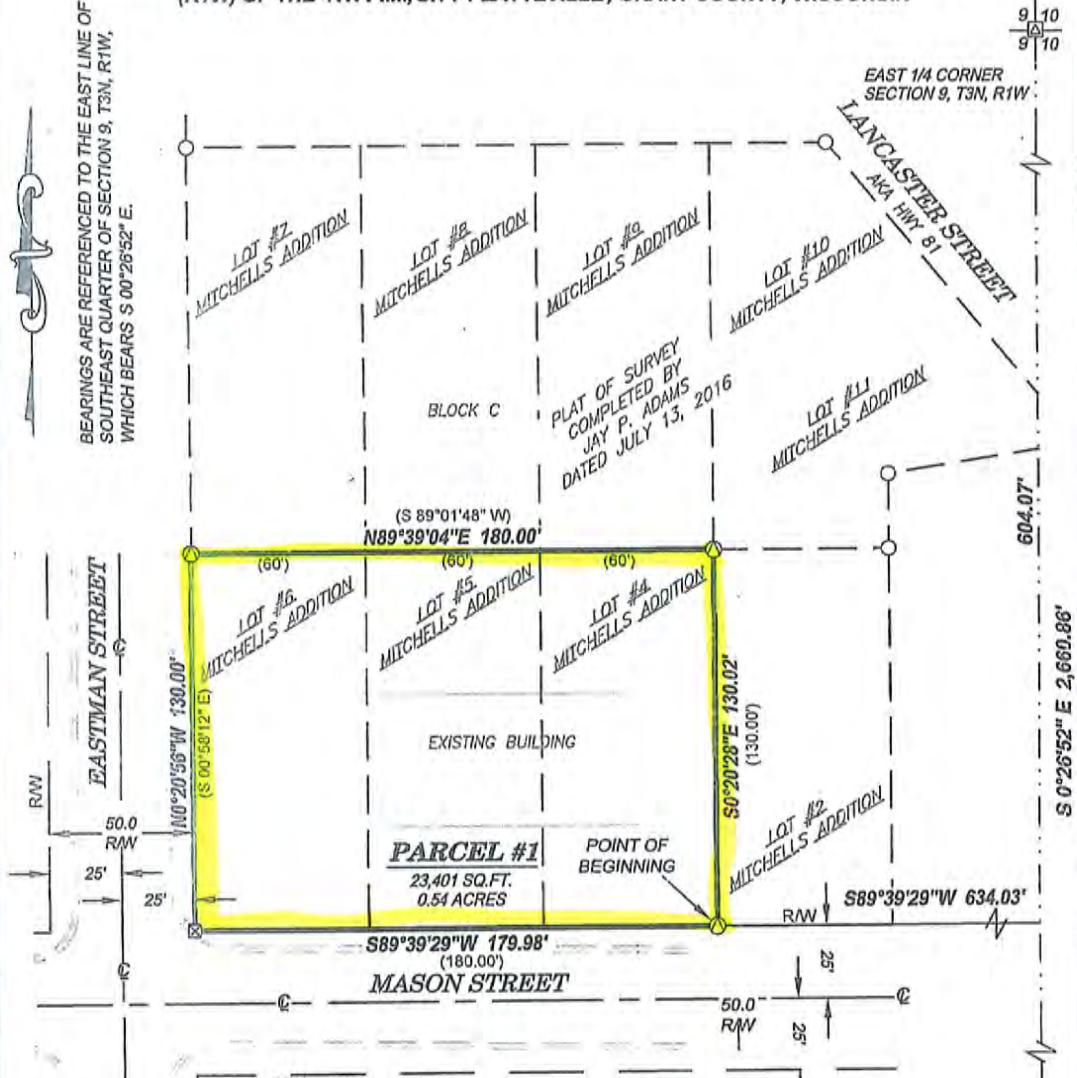 9 10
9 10
EAST 1/4 CORNER
SECTION 9, T3N, R1W
BEARINGS ARE REFERENCED TO THE EAST LINE OF
SOUTHEAST QUARTER OF SECTION 9, T3N, R1W,
WHICH BEARS S 00°26'52" E.
LANCASTER STREET
AKA HWY 81
LOT #7
MITCHELLS ADDITION
LOT #8
MITCHELLS ADDITION
LOT #9
MITCHELLS ADDITION
LOT #10
MITCHELLS ADDITION
LOT #11
MITCHELLS ADDITION
BLOCK C
PLAT OF SURVEY
COMPLETED BY
JAY P. ADAMS
DATED JULY 13, 2016
604.07'
S 0°26'52" E 2,660.86'
(S 89°01'48" W)
N89°39'04"E 180.00'
(60')
(60')
(60')
LOT #6
MITCHELLS ADDITION
LOT #5
MITCHELLS ADDITION
LOT #4
MITCHELLS ADDITION
EASTMAN STREET
N0°20'56"W 130.00'
(S 00°58'12" E)
S0°20'28"E 130.02'
(130.00')
EXISTING BUILDING
LOT #2
MITCHELLS ADDITION
R/W
50.0
R/W
25'
25'
PARCEL #1
23,401 SQ.FT.
0.54 ACRES
POINT OF
BEGINNING
R/W
S89°39'29"W 634.03'
S89°39'29"W 179.98'
(180.00')
MASON STREET
25'
50.0
R/W
25'